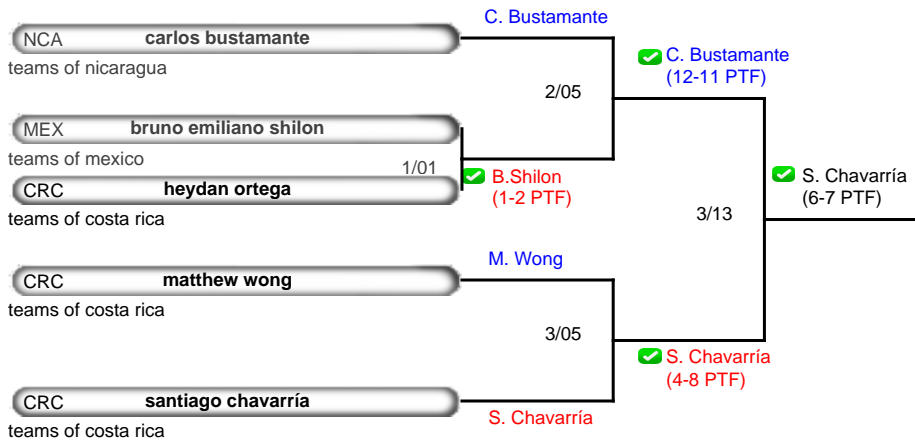 C. Bustamante
NCA carlos bustamante
teams of nicaragua
C. Bustamante
(12-11 PTF)
2/05
MEX bruno emiliano shilon
teams of mexico
1/01
B.Shilon
(1-2 PTF)
CRC heydan ortega
teams of costa rica
S. Chavarría
(6-7 PTF)
3/13
M. Wong
CRC matthew wong
teams of costa rica
3/05
S. Chavarría
(4-8 PTF)
CRC santiago chavarría
S. Chavarría
teams of costa rica